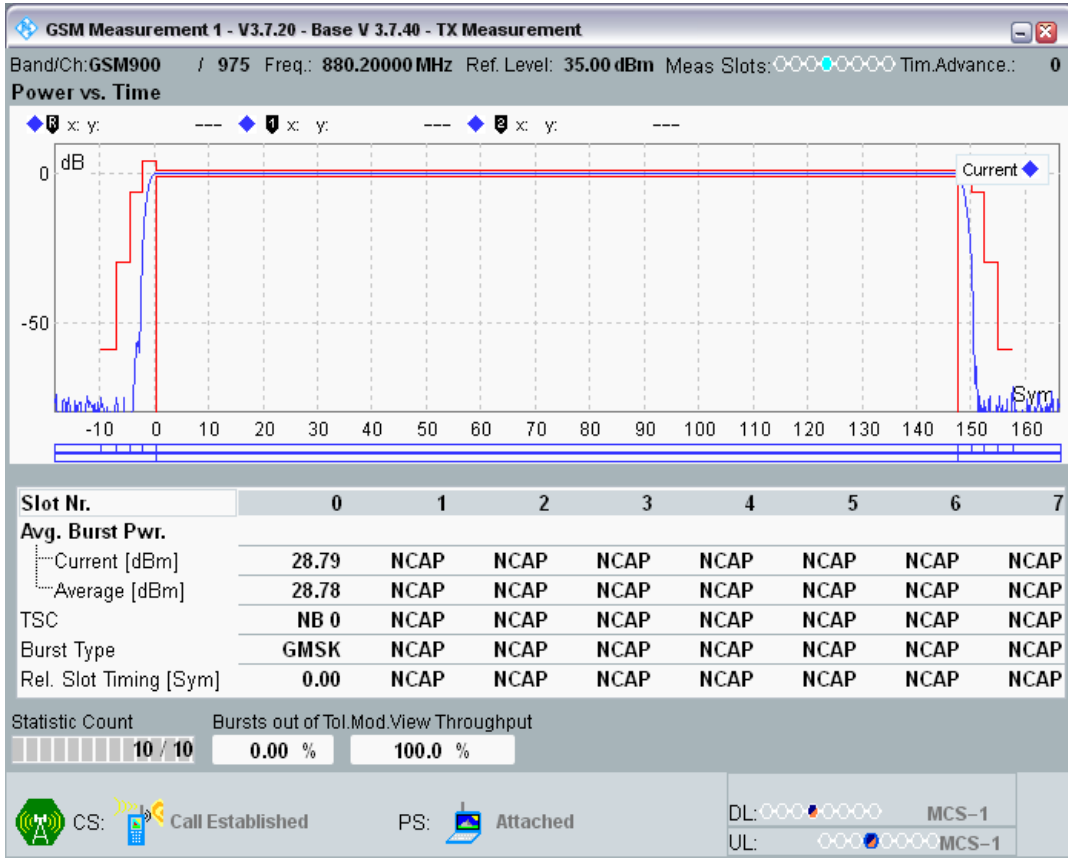 GSM Measurement 1 - V3.7.20 - Base V 3.7.40 - TX Measurement
Band/Ch:GSM900 / 975 Freq.: 880.20000 MHz Ref. Level: 35.00 dBm Meas Slots: Tim.Advance.: 0
Power vs. Time
R x: y: --- 1 x: y: --- 2 x: y: ---
dB
Current
0
-50
Sym
-10 0 10 20 30 40 50 60 70 80 90 100 110 120 130 140 150 160
Slot Nr. 0 1 2 3 4 5 6 7
Avg. Burst Pwr.
Current [dBm] 28.79 NCAP NCAP NCAP NCAP NCAP NCAP NCAP
Average [dBm] 28.78 NCAP NCAP NCAP NCAP NCAP NCAP NCAP
TSC NB 0 NCAP NCAP NCAP NCAP NCAP NCAP NCAP
Burst Type GMSK NCAP NCAP NCAP NCAP NCAP NCAP NCAP
Rel. Slot Timing [Sym] 0.00 NCAP NCAP NCAP NCAP NCAP NCAP NCAP
Statistic Count Bursts out of Tol.Mod.View Throughput
10 / 10 0.00 % 100.0 %
CS: Call Established PS: Attached
DL: MCS-1
UL: MCS-1